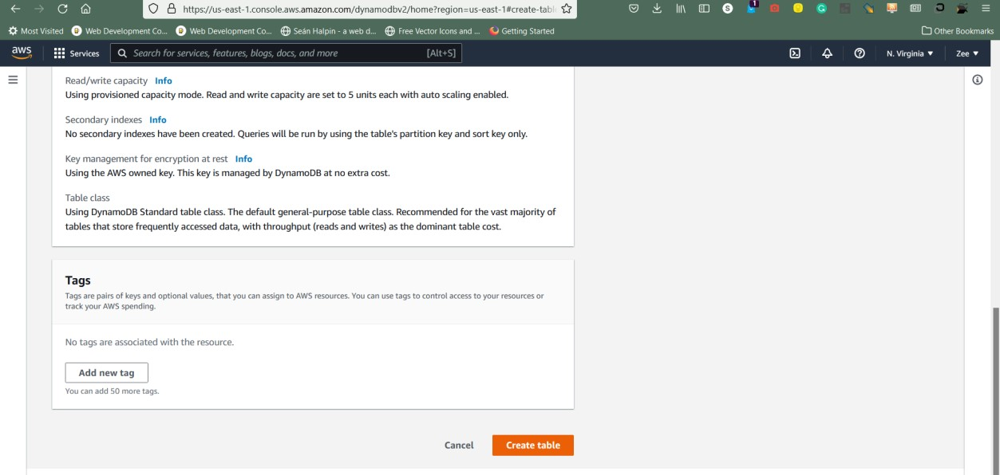 https://us-east-1.console.aws.amazon.com/dynamodbv2/home?region=us-east-1#create-tabl
S
1
G
Most Visited
Web Development Co...
Web Development Co...
Seán Halpin - a web d...
Free Vector Icons and ...
Getting Started
Other Bookmarks
aws
Services
Search for services, features, blogs, docs, and more
[Alt+S]
N. Virginia
Zee
Read/write capacity Info
Using provisioned capacity mode. Read and write capacity are set to 5 units each with auto scaling enabled.
Secondary indexes Info
No secondary indexes have been created. Queries will be run by using the table's partition key and sort key only.
Key management for encryption at rest Info
Using the AWS owned key. This key is managed by DynamoDB at no extra cost.
Table class
Using DynamoDB Standard table class. The default general-purpose table class. Recommended for the vast majority of
tables that store frequently accessed data, with throughput (reads and writes) as the dominant table cost.
Tags
Tags are pairs of keys and optional values, that you can assign to AWS resources. You can use tags to control access to your resources or
track your AWS spending.
No tags are associated with the resource.
Add new tag
You can add 50 more tags.
Cancel
Create table